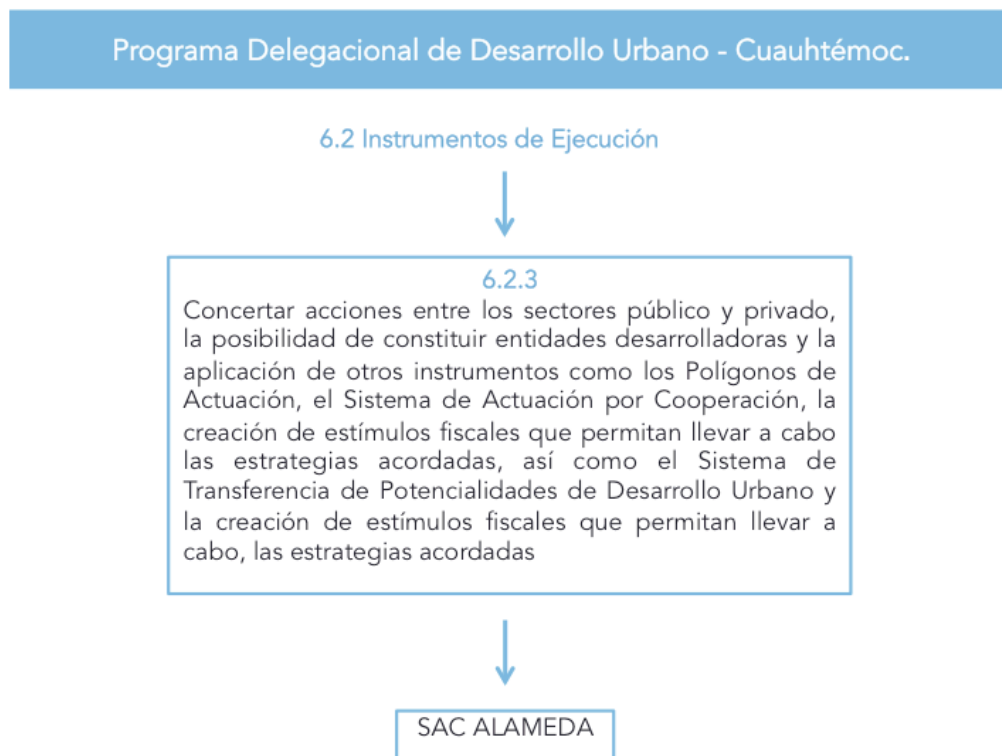 Programa Delegacional de Desarrollo Urbano - Cuauhtémoc.
6.2 Instrumentos de Ejecución
6.2.3
Concertar acciones entre los sectores público y privado,
la posibilidad de constituir entidades desarrolladoras y la
aplicación de otros instrumentos como los Polígonos de
Actuación, el Sistema de Actuación por Cooperación, la
creación de estímulos fiscales que permitan llevar a cabo
las estrategias acordadas, así como el Sistema de
Transferencia de Potencialidades de Desarrollo Urbano y
la creación de estímulos fiscales que permitan llevar a
cabo, las estrategias acordadas
SAC ALAMEDA